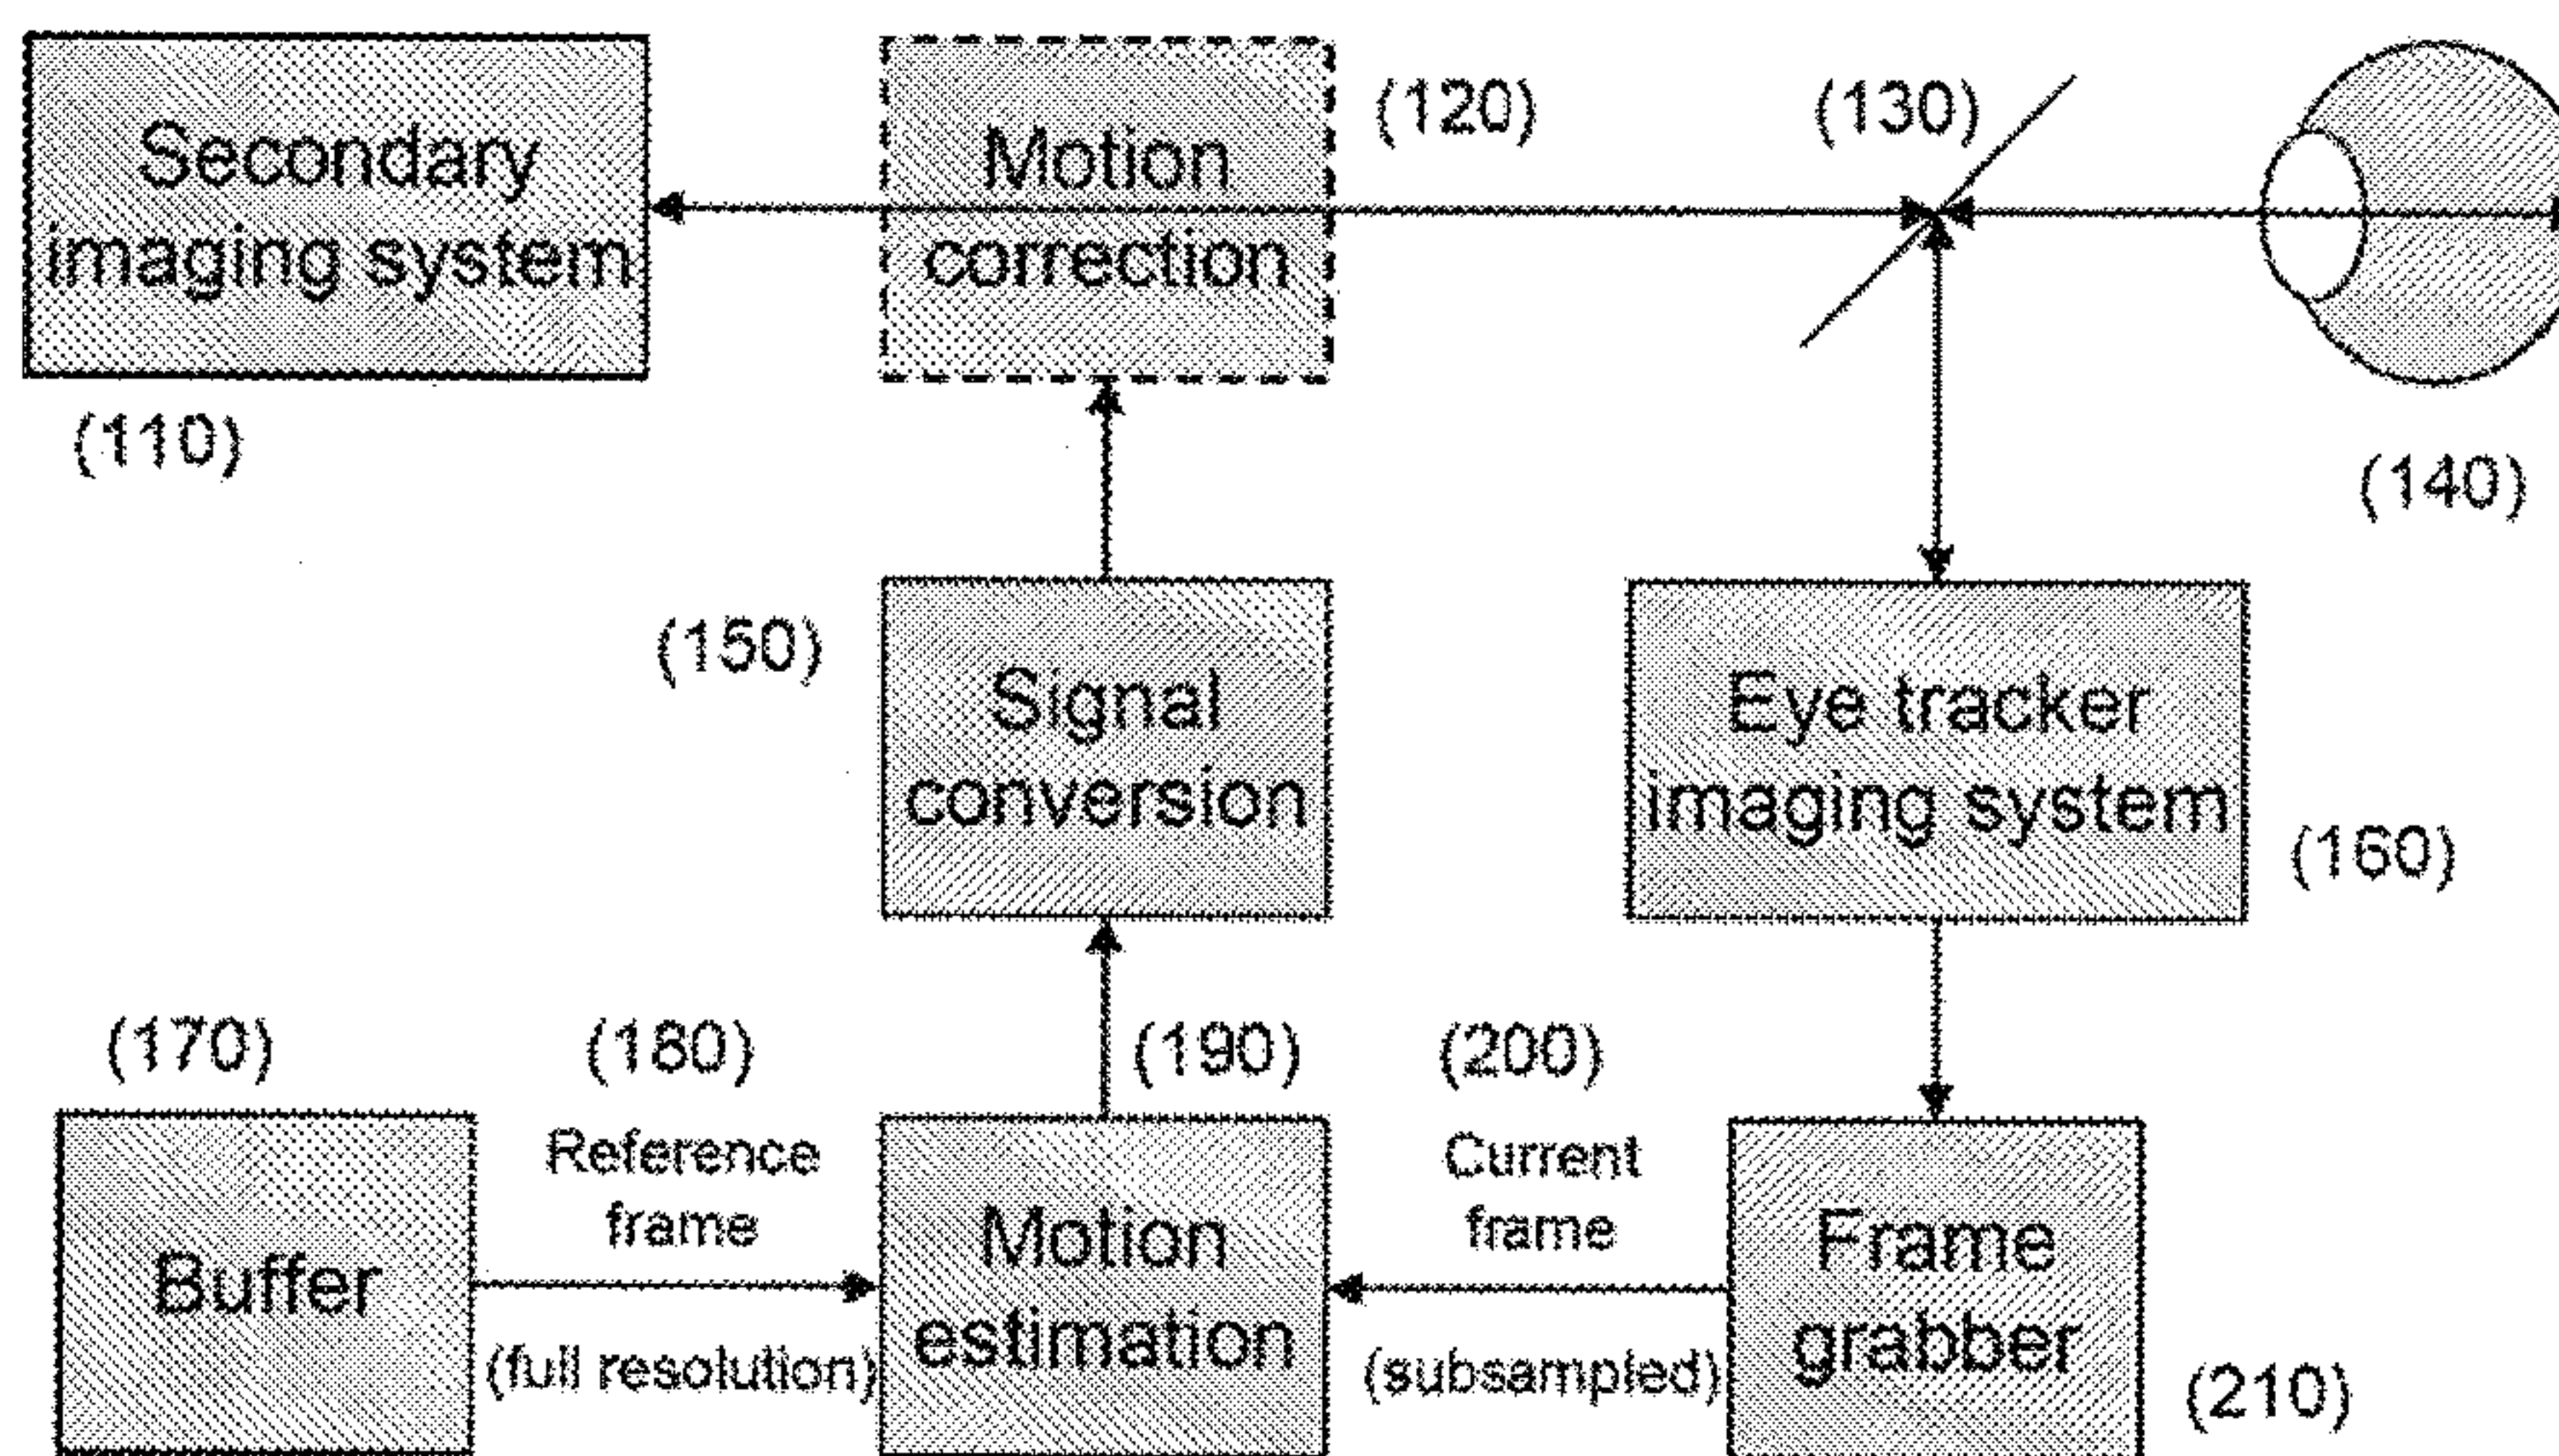 Secondary
imaging system
(110)
Motion
correction
(120)
(130)
(140)
(150)
Signal
conversion
Eye tracker
imaging system
(160)
(170)
Buffer
(180)
Reference
frame
(full resolution)
(190)
Motion
estimation
(200)
Current
frame
(subsampled)
Frame
grabber
(210)